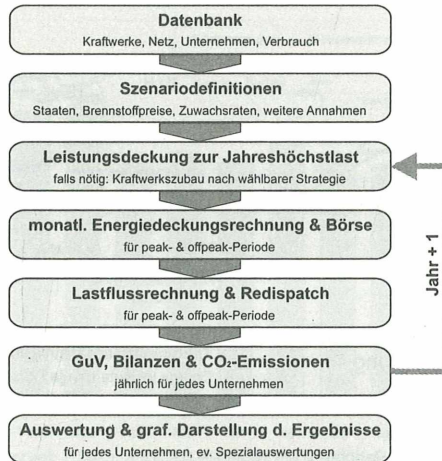 Datenbank
Kraftwerke, Netz, Unternehmen, Verbrauch
Szenariodefinitionen
Staaten, Brennstoffpreise, Zuwachsraten, weitere Annahmen
Leistungsdeckung zur Jahreshöchstlast
falls nötig: Kraftwerkszubau nach wählbarer Strategie
monatl. Energiedeckungsrechnung & Börse
für peak- & offpeak-Periode
Lastflussrechnung & Redispatch
für peak- & offpeak-Periode
GuV, Bilanzen & CO₂-Emissionen
jährlich für jedes Unternehmen
Auswertung & graf. Darstellung d. Ergebnisse
für jedes Unternehmen, ev. Spezialauswertungen
Jahr + 1